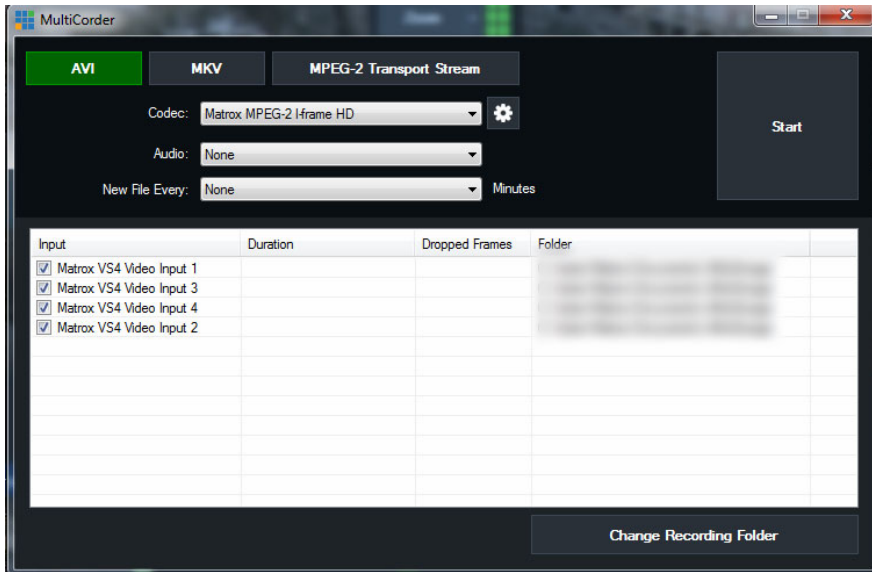 MultiCorder
AVI MKV MPEG-2 Transport Stream
Codec: Matrox MPEG-2 I-frame HD
Start
Audio: None
New File Every: None Minutes
Input Duration Dropped Frames Folder
Matrox VS4 Video Input 1
Matrox VS4 Video Input 3
Matrox VS4 Video Input 4
Matrox VS4 Video Input 2
Change Recording Folder